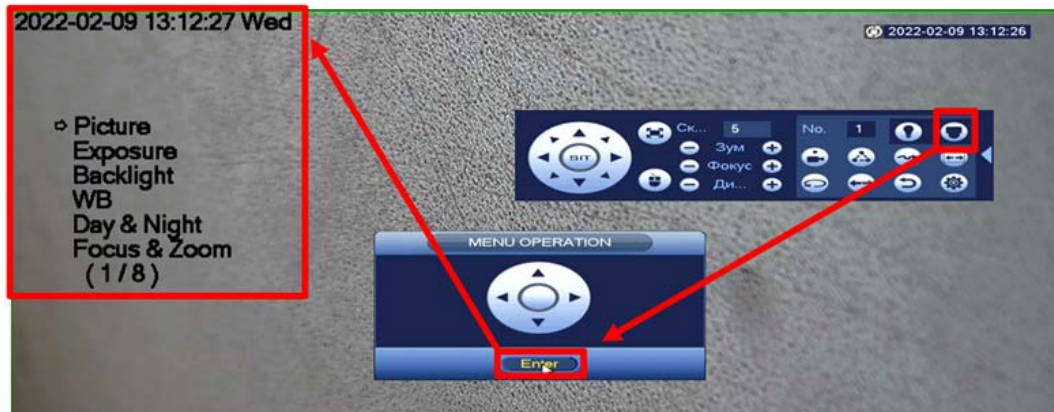 2022-02-09 13:12:27 Wed
2022-02-09 13:12:26
⇨ Picture
Exposure
Backlight
WB
Day & Night
Focus & Zoom
( 1 / 8 )
Ск... 5
Зум
Фокус
Ди...
SIT
No. 1
MENU OPERATION
Enter